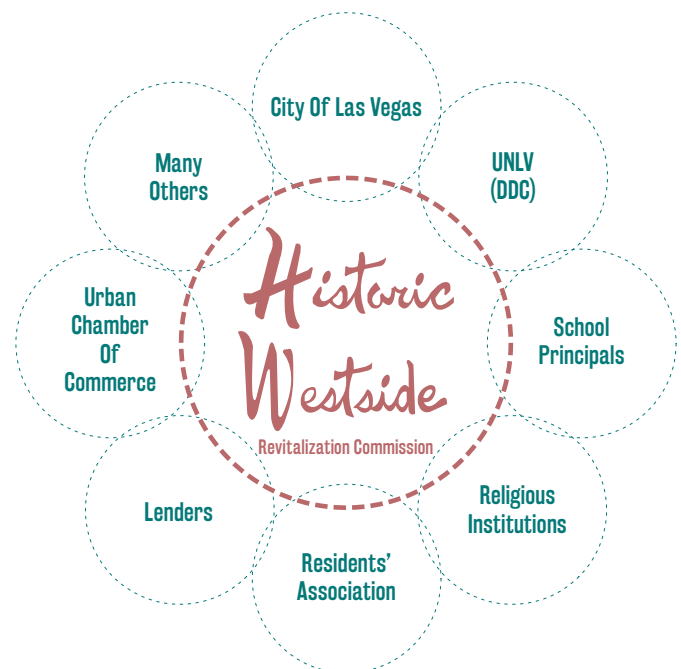 City Of Las Vegas
Many
Others
UNLV
(DDC)
Historic
Westside
Revitalization Commission
Urban
Chamber
Of
Commerce
School
Principals
Lenders
Religious
Institutions
Residents’
Association